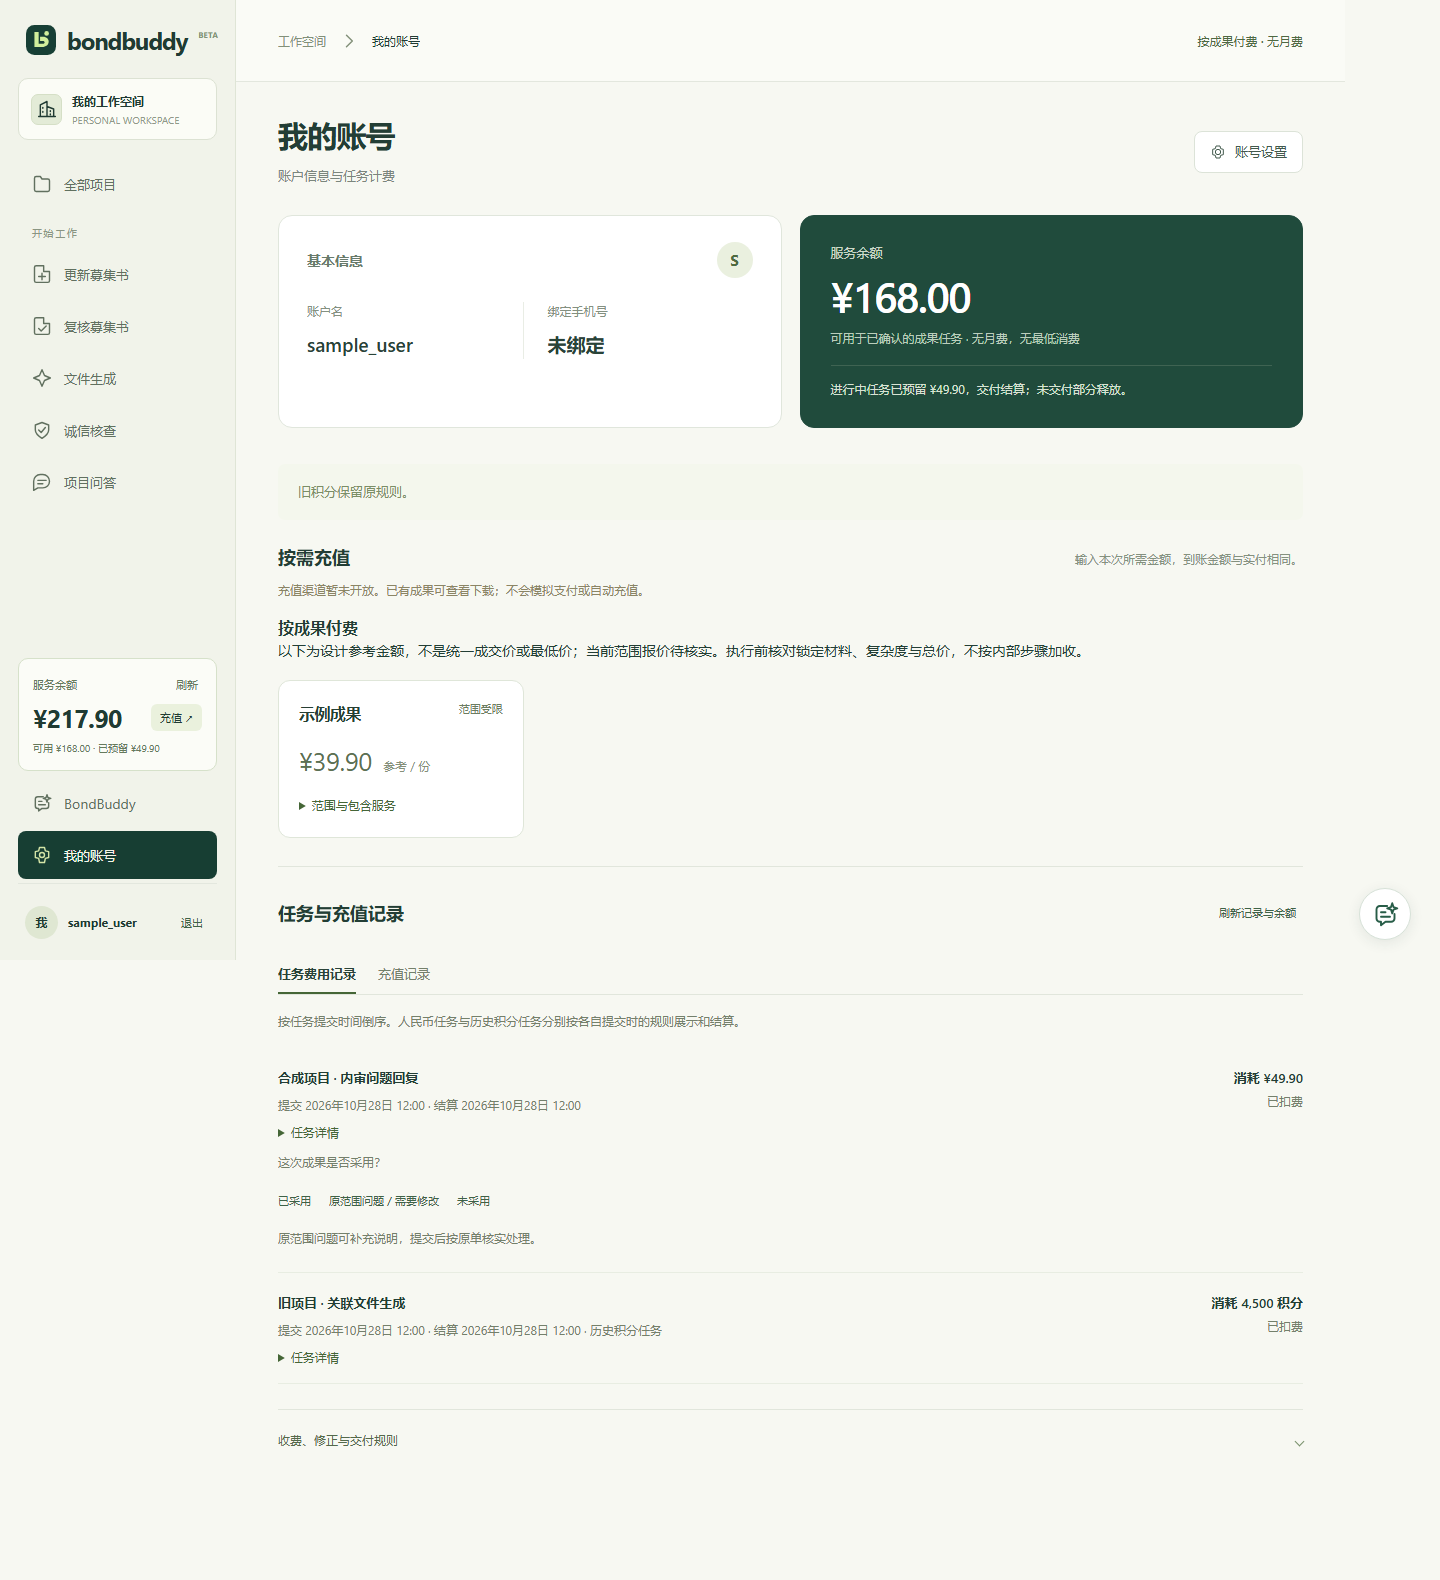 bondbuddy BETA
我的工作空间
PERSONAL WORKSPACE
全部项目
开始工作
更新募集书
复核募集书
文件生成
诚信核查
项目问答
服务余额 刷新
¥217.90 充值 ↗
可用 ¥168.00 · 已预留 ¥49.90
BondBuddy
我的账号
我 sample_user 退出
工作空间 > 我的账号
按成果付费 · 无月费
我的账号
账户信息与任务计费
账号设置
基本信息 S
账户名
sample_user
绑定手机号
未绑定
服务余额
¥168.00
可用于已确认的成果任务 · 无月费，无最低消费
进行中任务已预留 ¥49.90，交付结算；未交付部分释放。
旧积分保留原规则。
按需充值
输入本次所需金额，到账金额与实付相同。
充值渠道暂未开放。已有成果可查看下载；不会模拟支付或自动充值。
按成果付费
以下为设计参考金额，不是统一成交价或最低价；当前范围报价待核实。执行前核对锁定材料、复杂度与总价，不按内部步骤加收。
示例成果 范围受限
¥39.90 参考 / 份
▶ 范围与包含服务
任务与充值记录 刷新记录与余额
任务费用记录 充值记录
按任务提交时间倒序。人民币任务与历史积分任务分别按各自提交时的规则展示和结算。
合成项目 · 内审问题回复 消耗 ¥49.90
提交 2026年10月28日 12:00 · 结算 2026年10月28日 12:00 已扣费
▶ 任务详情
这次成果是否采用？
已采用 原范围问题 / 需要修改 未采用
原范围问题可补充说明，提交后按原单核实处理。
旧项目 · 关联文件生成 消耗 4,500 积分
提交 2026年10月28日 12:00 · 结算 2026年10月28日 12:00 · 历史积分任务 已扣费
▶ 任务详情
收费、修正与交付规则